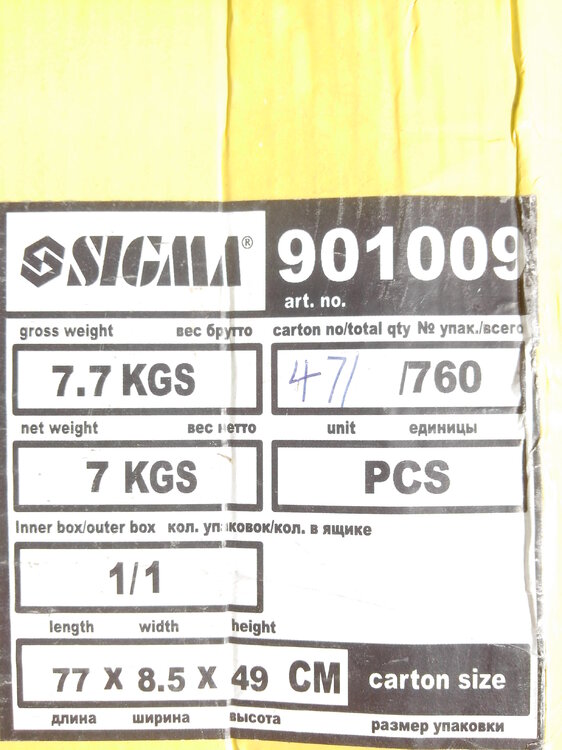 SIGMA® 901009
art. no.
gross weight вес брутто carton no/total qty № упак./всего
7.7 KGS 471 /760
net weight вес нетто unit единицы
7 KGS PCS
Inner box/outer box кол. упаковок/кол. в ящике
1/1
length width height
77 x 8.5 x 49 CM carton size
длина ширина высота размер упаковки